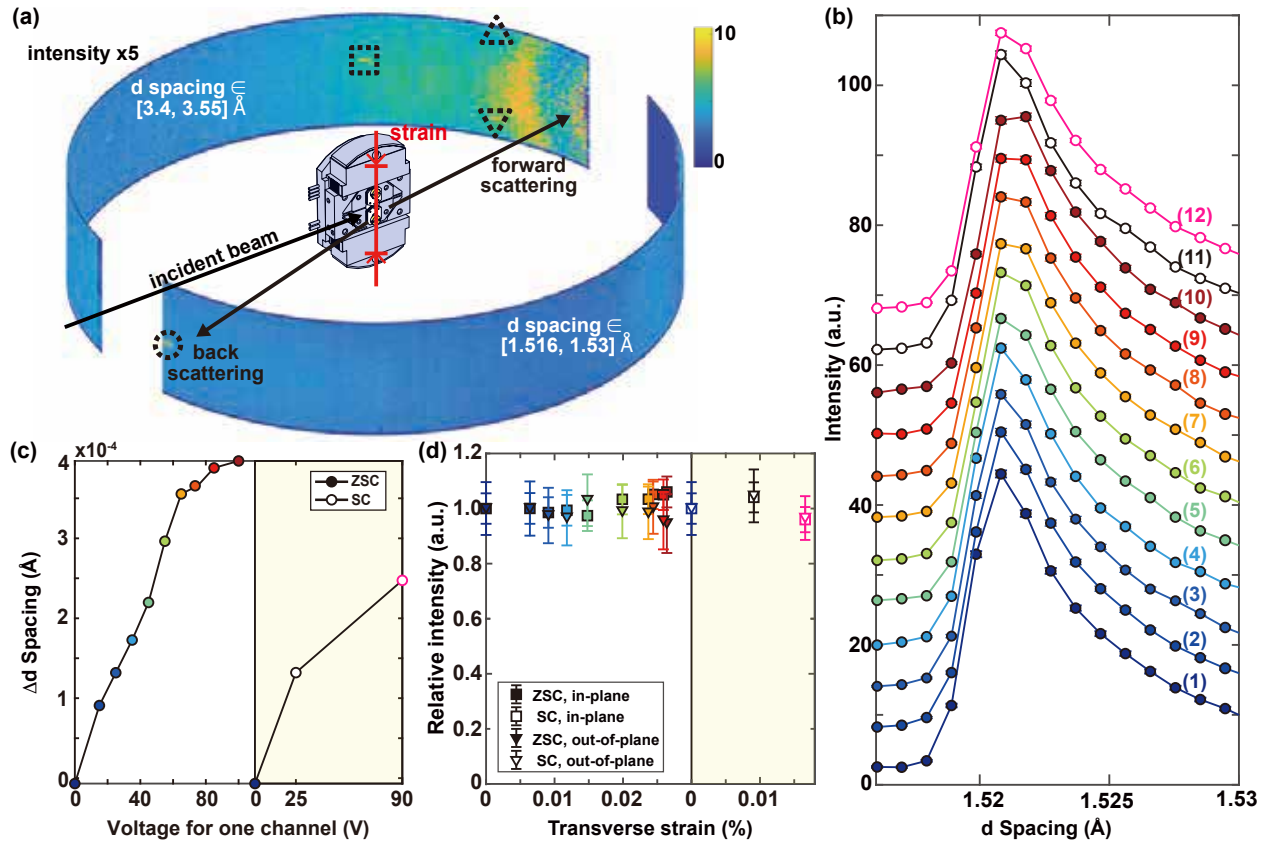 (a)
intensity x5
d spacing ∈
[3.4, 3.55] Å
strain
forward
scattering
incident beam
back
scattering
d spacing ∈
[1.516, 1.53] Å
10
0
(b)
100
80
60
40
20
0
Intensity (a.u.)
(12)
(11)
(10)
(9)
(8)
(7)
(6)
(5)
(4)
(3)
(2)
(1)
1.52
1.525
1.53
d Spacing (Å)
(c)
x10⁻⁴
4
2
0
Δd Spacing (Å)
ZSC
SC
0
40
80
0
25
90
Voltage for one channel (V)
(d)
1.2
1.0
0.8
0.6
0.4
0.2
0
Relative intensity (a.u.)
ZSC, in-plane
SC, in-plane
ZSC, out-of-plane
SC, out-of-plane
0
0.01
0.02
0
0.01
Transverse strain (%)